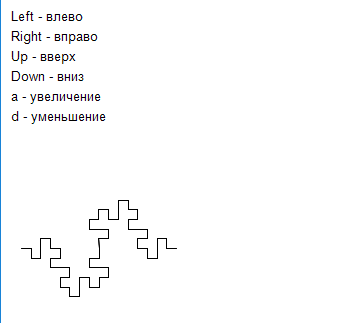 Left - влево
Right - вправо
Up - вверх
Down - вниз
a - увеличение
d - уменьшение